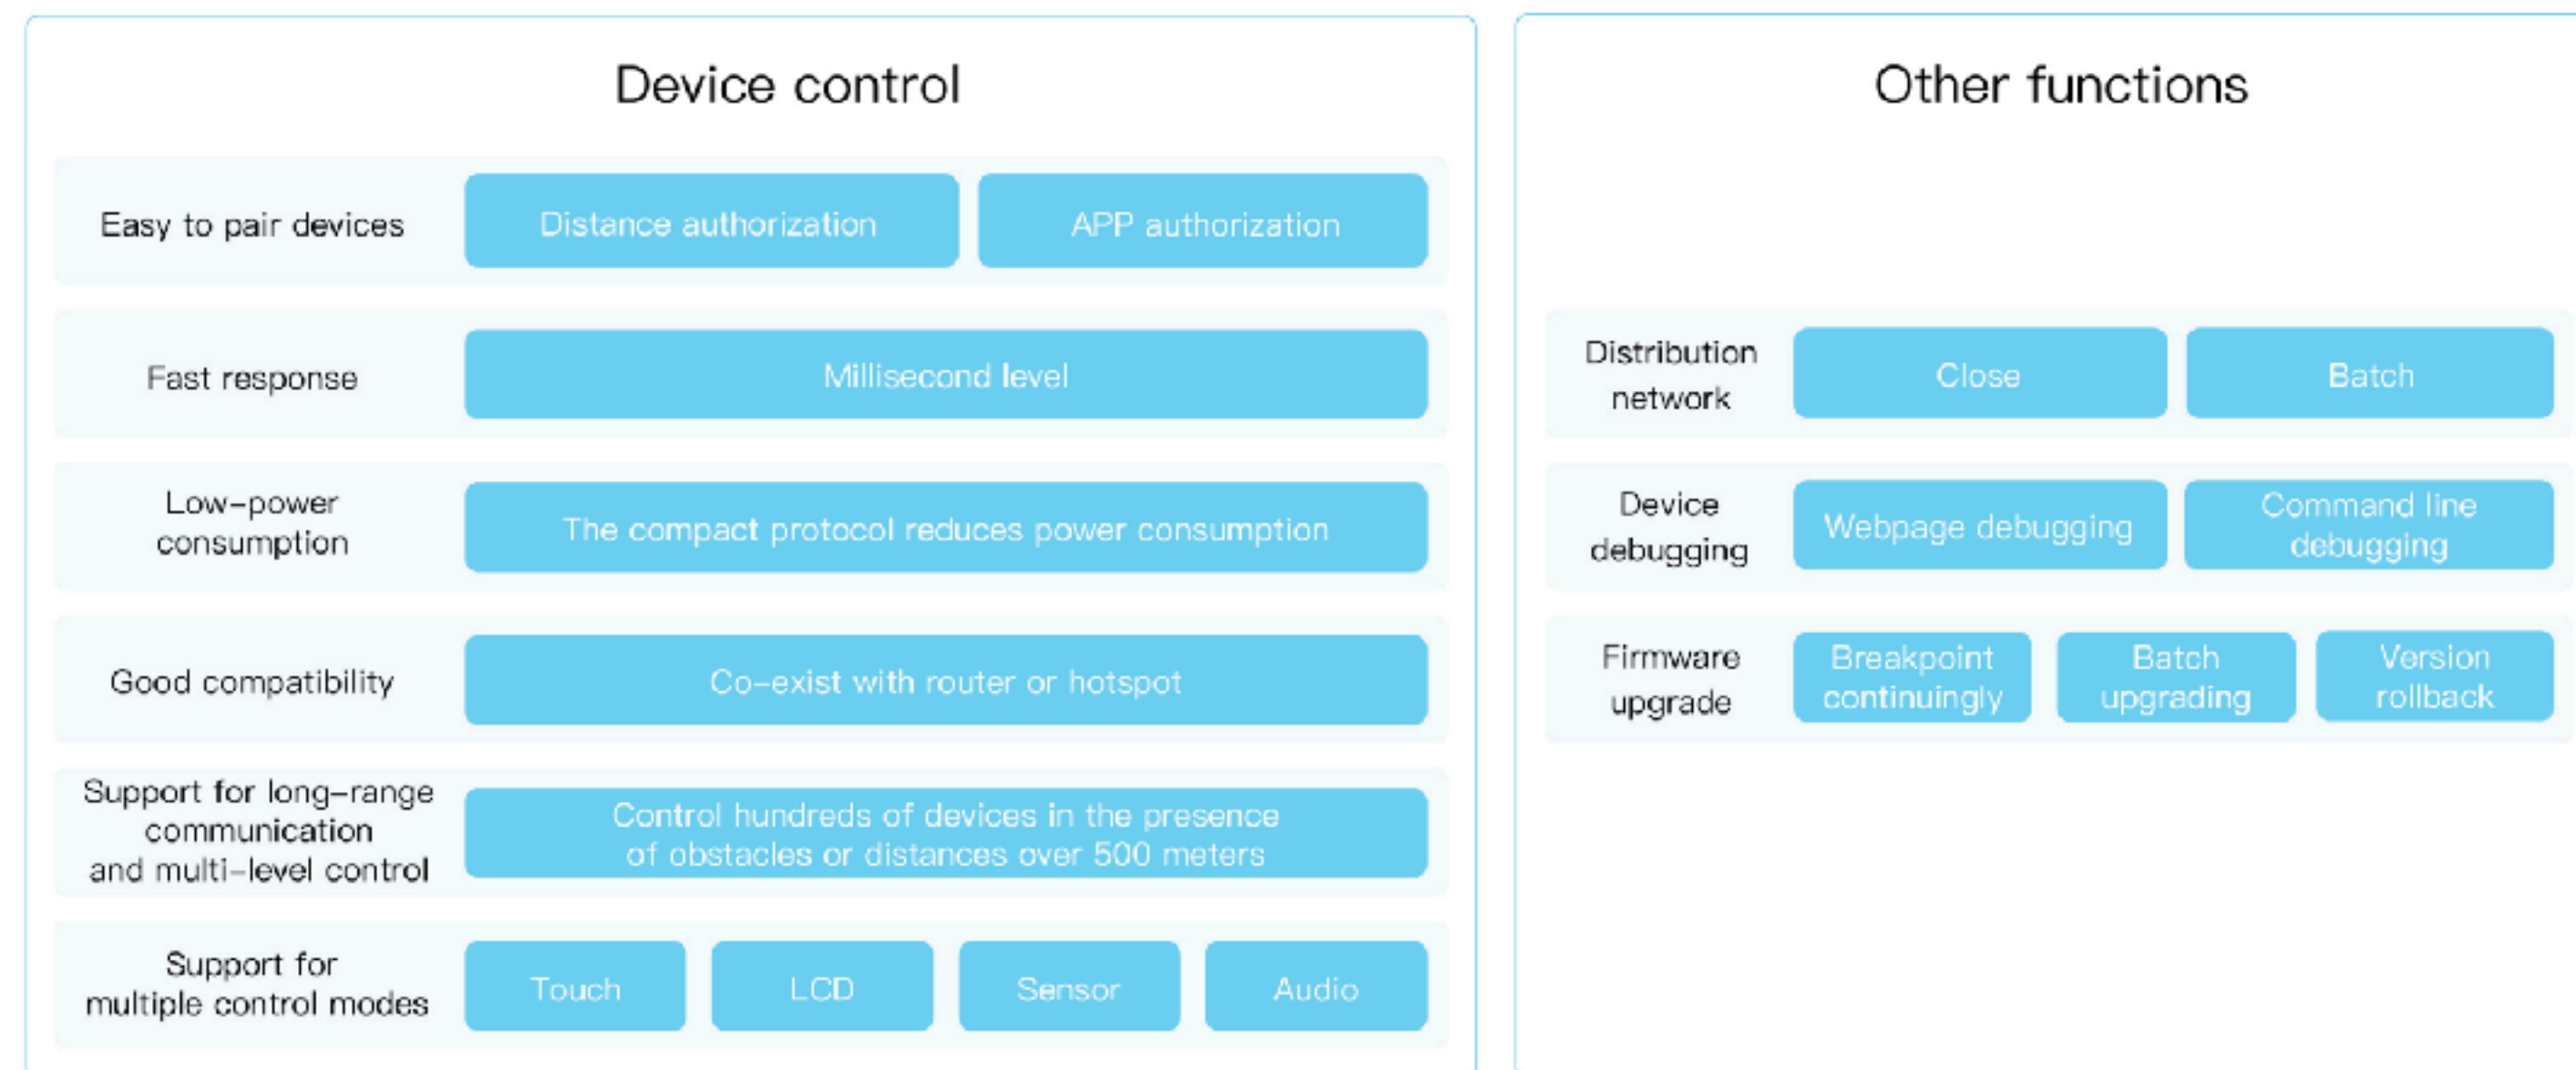 Device control
Easy to pair devices
Distance authorization
APP authorization
Fast response
Millisecond level
Low-power
consumption
The compact protocol reduces power consumption
Good compatibility
Co-exist with router or hotspot
Support for long-range
communication
and multi-level control
Control hundreds of devices in the presence
of obstacles or distances over 500 meters
Support for
multiple control modes
Touch
LCD
Sensor
Audio
Other functions
Distribution
network
Close
Batch
Device
debugging
Webpage debugging
Command line
debugging
Firmware
upgrade
Breakpoint
continuingly
Batch
upgrading
Version
rollback